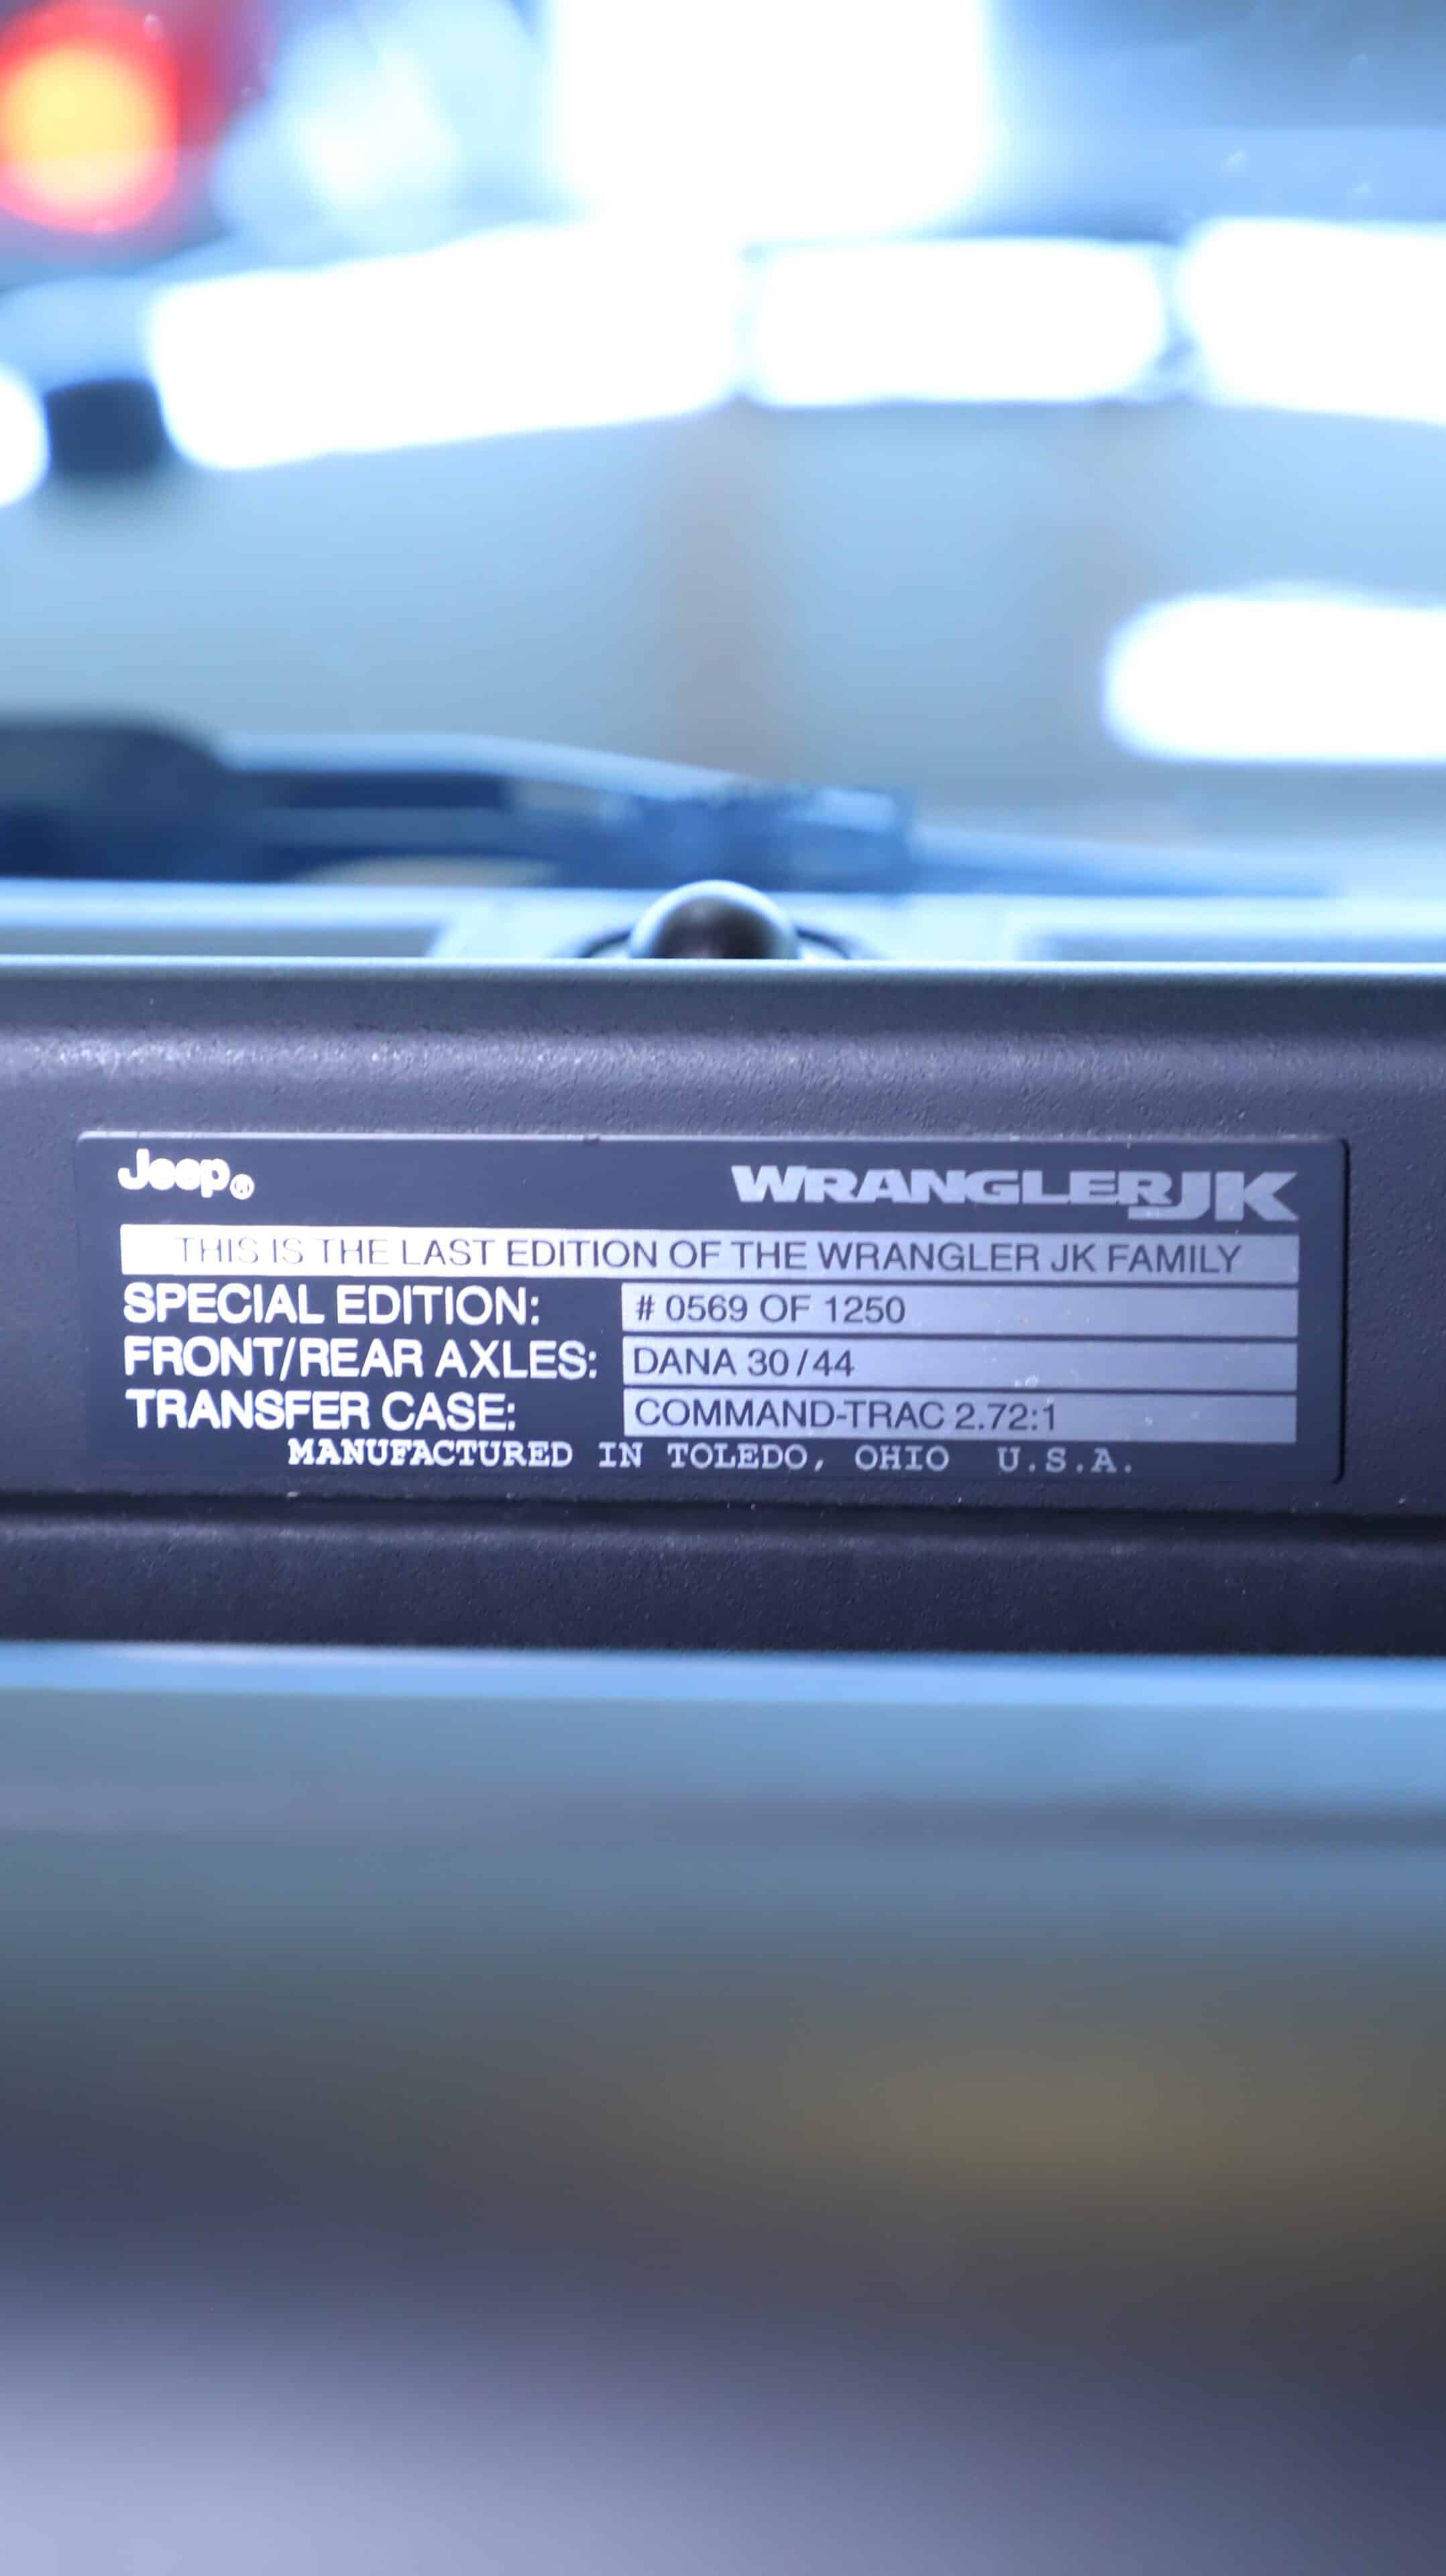 Jeep®
WRANGLER JK
THIS IS THE LAST EDITION OF THE WRANGLER JK FAMILY
SPECIAL EDITION: # 0569 OF 1250
FRONT/REAR AXLES: DANA 30/44
TRANSFER CASE: COMMAND-TRAC 2.72:1
MANUFACTURED IN TOLEDO, OHIO U.S.A.